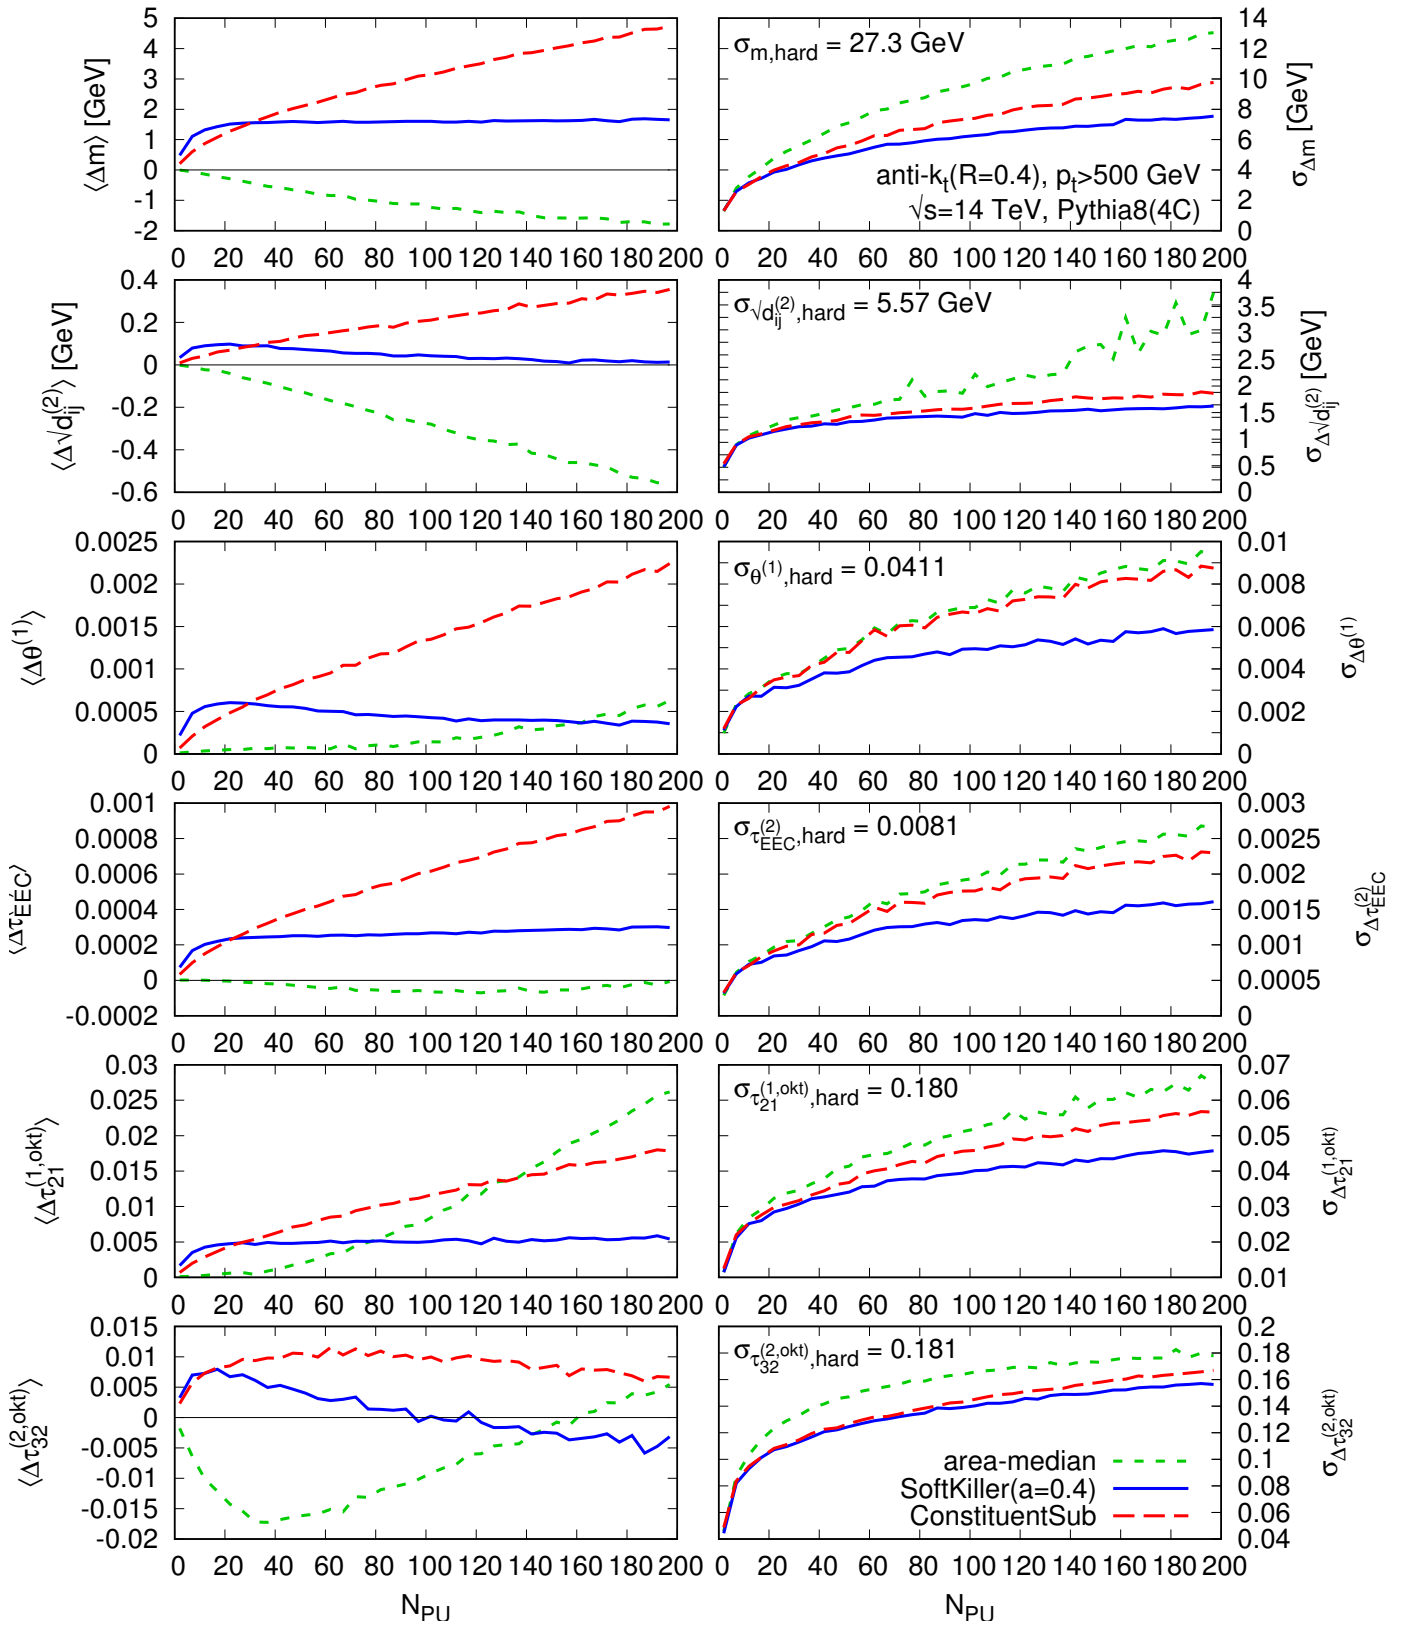 5
4
3
2
1
0
-1
-2
⟨Δm⟩ [GeV]
0 20 40 60 80 100 120 140 160 180 200
σm,hard = 27.3 GeV
anti-kt(R=0.4), pt>500 GeV
√s=14 TeV, Pythia8(4C)
14
12
10
8
6
4
2
0
σΔm [GeV]
0 20 40 60 80 100 120 140 160 180 200
0.4
0.2
0
-0.2
-0.4
-0.6
⟨Δ√dij(2)⟩ [GeV]
0 20 40 60 80 100 120 140 160 180 200
σ√dij(2),hard = 5.57 GeV
4
3.5
3
2.5
2
1.5
1
0.5
0
σΔ√dij(2) [GeV]
0 20 40 60 80 100 120 140 160 180 200
0.0025
0.002
0.0015
0.001
0.0005
0
⟨Δθ(1)⟩
0 20 40 60 80 100 120 140 160 180 200
σθ(1),hard = 0.0411
0.01
0.008
0.006
0.004
0.002
0
σΔθ(1)
0 20 40 60 80 100 120 140 160 180 200
0.001
0.0008
0.0006
0.0004
0.0002
0
-0.0002
⟨ΔτEEC⟩
0 20 40 60 80 100 120 140 160 180 200
στEEC(2),hard = 0.0081
0.003
0.0025
0.002
0.0015
0.001
0.0005
0
σΔτEEC(2)
0 20 40 60 80 100 120 140 160 180 200
0.03
0.025
0.02
0.015
0.01
0.005
0
⟨Δτ21(1,okt)⟩
0 20 40 60 80 100 120 140 160 180 200
στ21(1,okt),hard = 0.180
0.07
0.06
0.05
0.04
0.03
0.02
0.01
σΔτ21(1,okt)
0 20 40 60 80 100 120 140 160 180 200
0.015
0.010
0.005
0
-0.005
-0.01
-0.015
-0.02
⟨Δτ32(2,okt)⟩
0 20 40 60 80 100 120 140 160 180 200
NPU
στ32(2,okt),hard = 0.181
area-median
SoftKiller(a=0.4)
ConstituentSub
0.2
0.18
0.16
0.14
0.12
0.1
0.08
0.06
0.04
σΔτ32(2,okt)
0 20 40 60 80 100 120 140 160 180 200
NPU